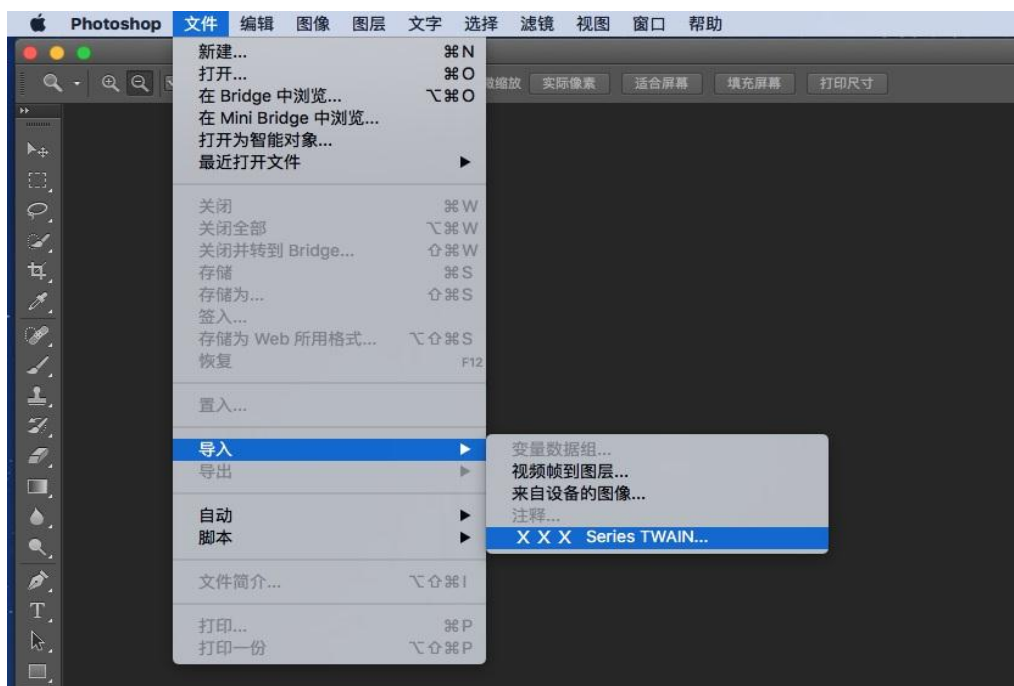 Photoshop 文件 编辑 图像 图层 文字 选择 滤镜 视图 窗口 帮助
缩放 实际像素 适合屏幕 填充屏幕 打印尺寸
新建... ⌘N
打开... ⌘O
在 Bridge 中浏览... ⌥⌘O
在 Mini Bridge 中浏览...
打开为智能对象...
最近打开文件 ▶
关闭 ⌘W
关闭全部 ⌥⌘W
关闭并转到 Bridge... ⇧⌘W
存储 ⌘S
存储为... ⇧⌘S
签入...
存储为 Web 所用格式... ⌥⇧⌘S
恢复 F12
置入...
导入 ▶
导出 ▶
自动 ▶
脚本 ▶
文件简介... ⌥⇧⌘I
打印... ⌘P
打印一份 ⌥⇧⌘P
变量数据组...
视频帧到图层...
来自设备的图像...
注释...
X X X Series TWAIN...
T